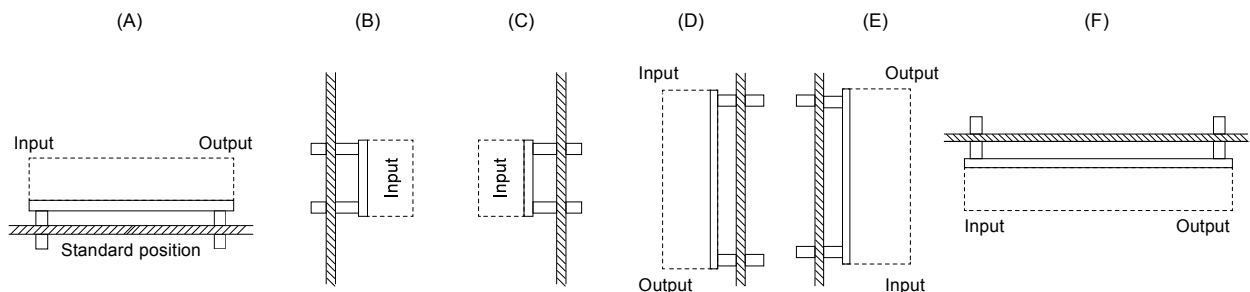 (A)
(B)
(C)
(D)
(E)
(F)
Input
Output
Standard position
Input
Input
Input
Output
Output
Input
Input
Output